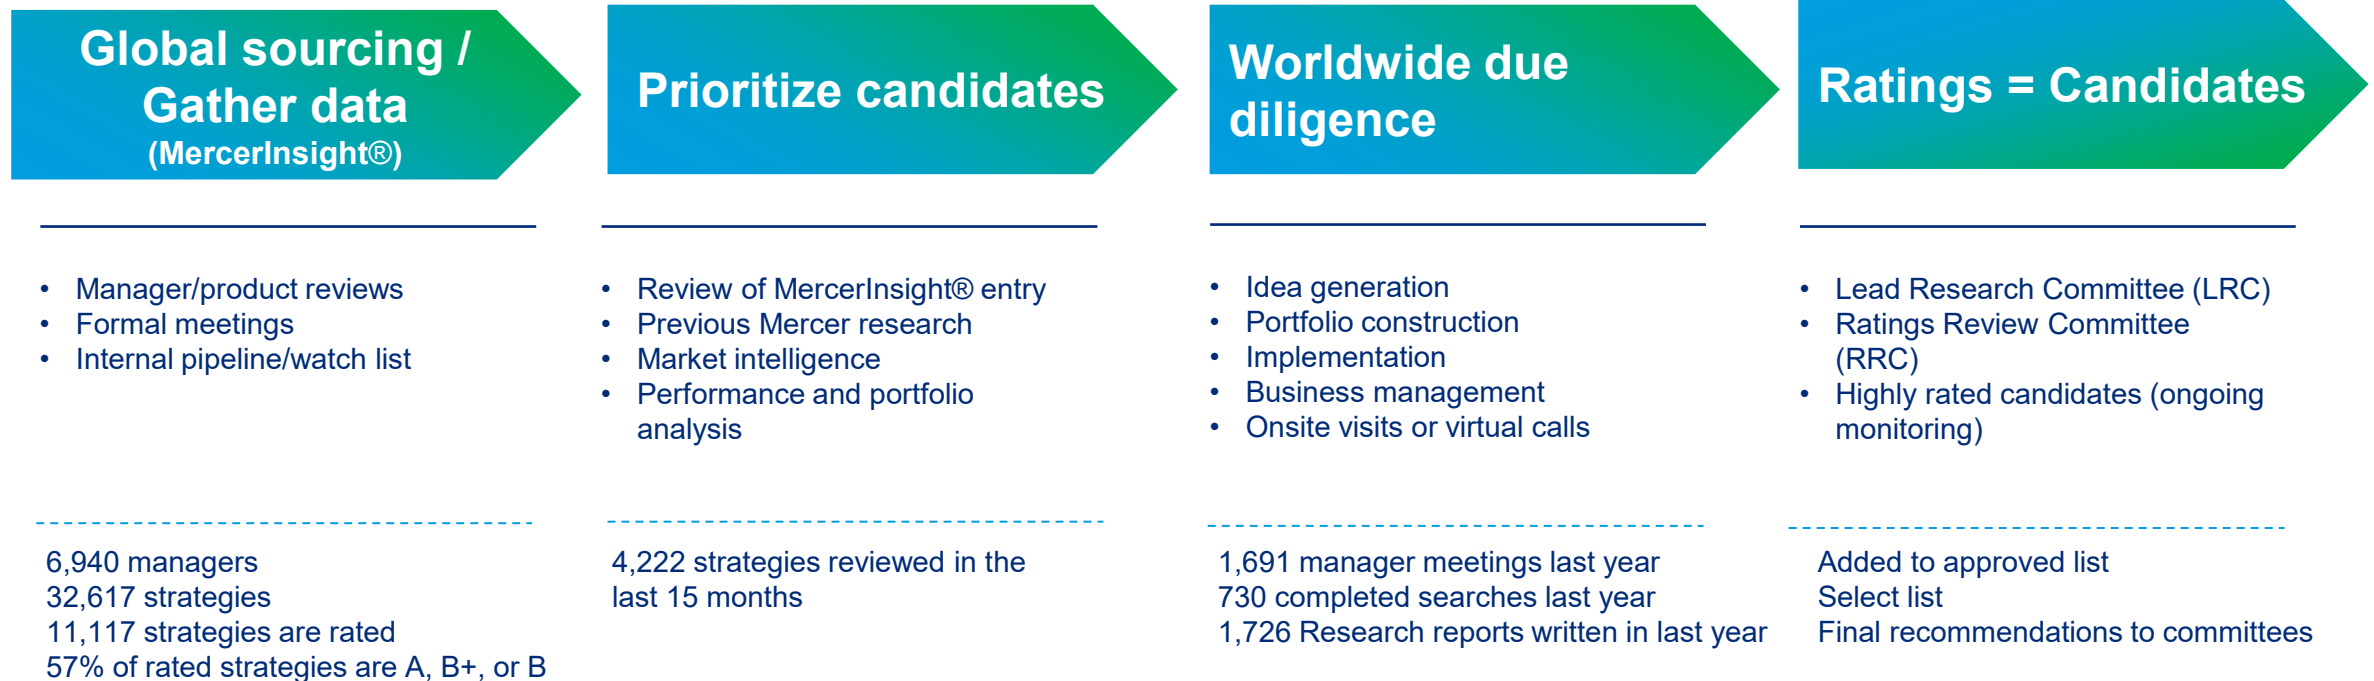 Global sourcing /
Gather data
(MercerInsight®)
Prioritize candidates
Worldwide due
diligence
Ratings = Candidates
• Manager/product reviews
• Formal meetings
• Internal pipeline/watch list
• Review of MercerInsight® entry
• Previous Mercer research
• Market intelligence
• Performance and portfolio
analysis
• Idea generation
• Portfolio construction
• Implementation
• Business management
• Onsite visits or virtual calls
• Lead Research Committee (LRC)
• Ratings Review Committee
(RRC)
• Highly rated candidates (ongoing
monitoring)
6,940 managers
32,617 strategies
11,117 strategies are rated
57% of rated strategies are A, B+, or B
4,222 strategies reviewed in the
last 15 months
1,691 manager meetings last year
730 completed searches last year
1,726 Research reports written in last year
Added to approved list
Select list
Final recommendations to committees